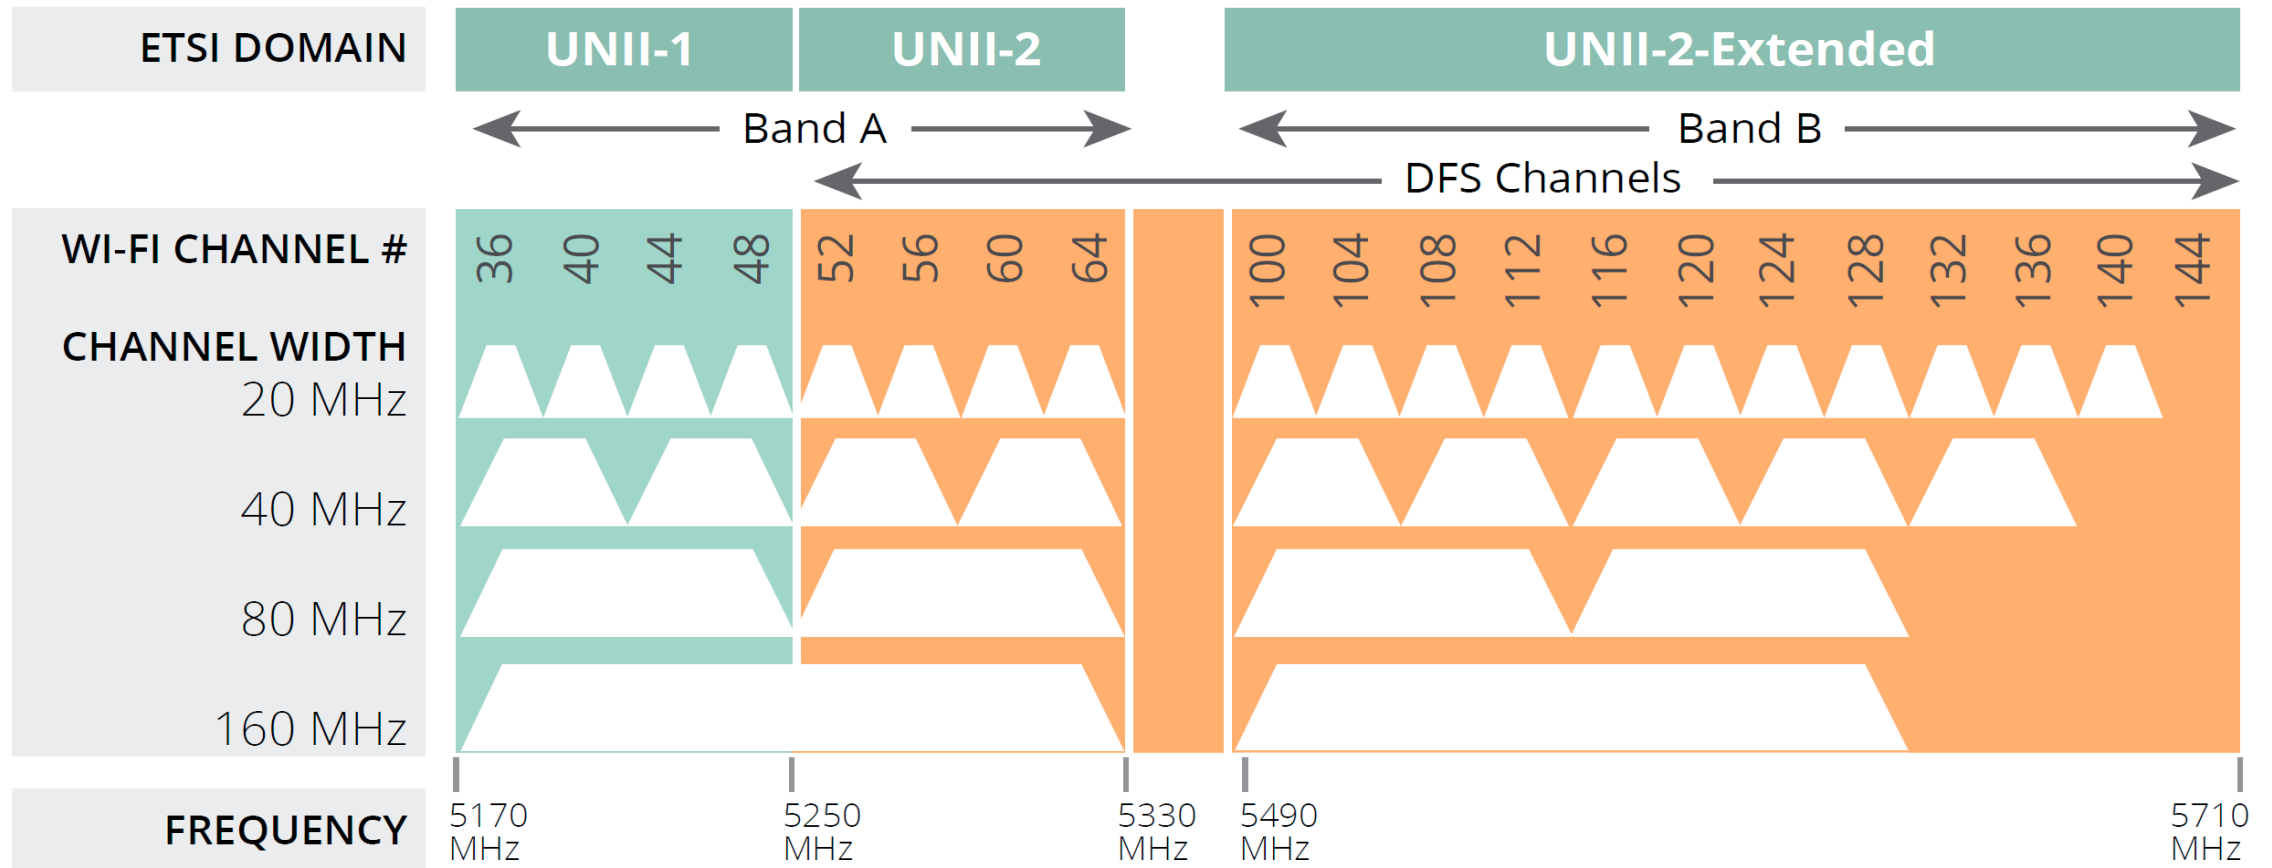 ETSI DOMAIN
UNII-1
UNII-2
UNII-2-Extended
Band A
Band B
DFS Channels
WI-FI CHANNEL #
36
40
44
48
52
56
60
64
100
104
108
112
116
120
124
128
132
136
140
144
CHANNEL WIDTH
20 MHz
40 MHz
80 MHz
160 MHz
FREQUENCY
5170
MHz
5250
MHz
5330
MHz
5490
MHz
5710
MHz